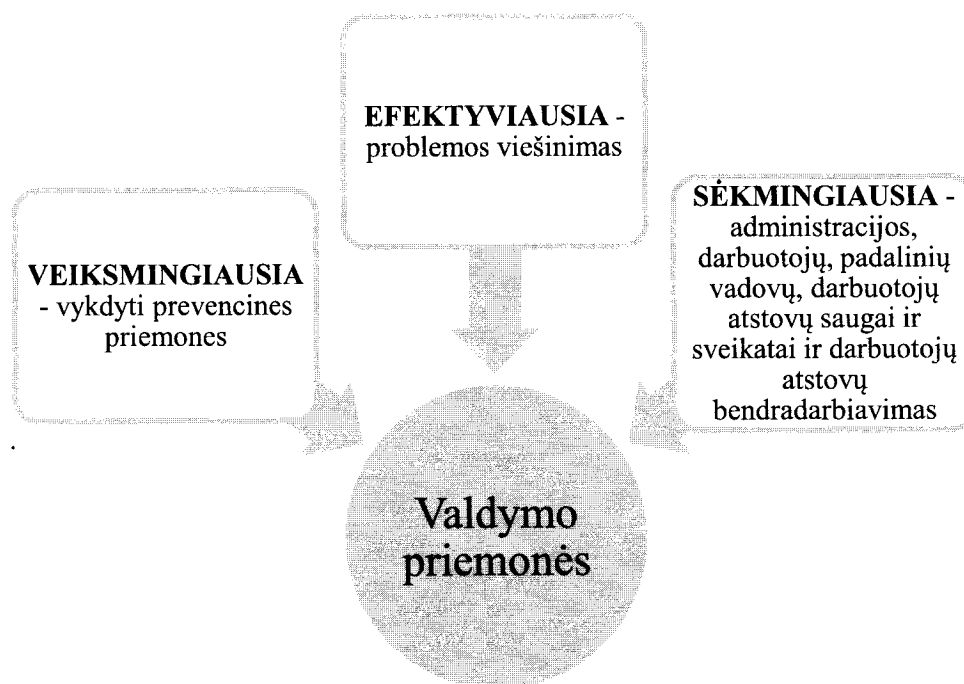 EFEKTYVIAUSIA -
problemos viešinimas
VEIKSMINGIAUSIA
- vykdyti prevencines
priemones
SĖKMINGIAUSIA -
administracijos,
darbuotojų, padalinių
vadovų, darbuotojų
atstovų saugai ir
sveikatai ir darbuotojų
atstovų
bendradarbiavimas
Valdymo
priemonės